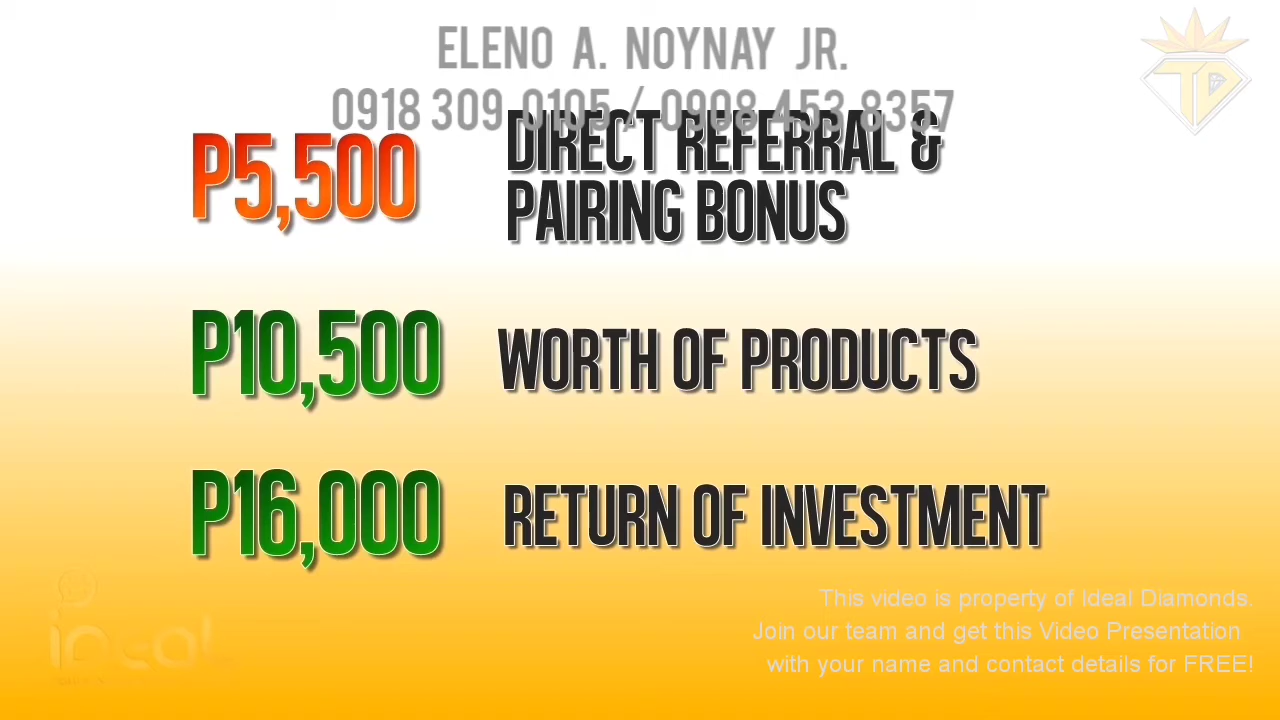 ELENO A. NOYNAY JR.
0918 309 0105 / 0908 453 8357
P5,500
DIRECT REFERRAL &
PAIRING BONUS
P10,500
WORTH OF PRODUCTS
P16,000
RETURN OF INVESTMENT
TD
This video is property of Ideal Diamonds.
Join our team and get this Video Presentation
with your name and contact details for FREE!